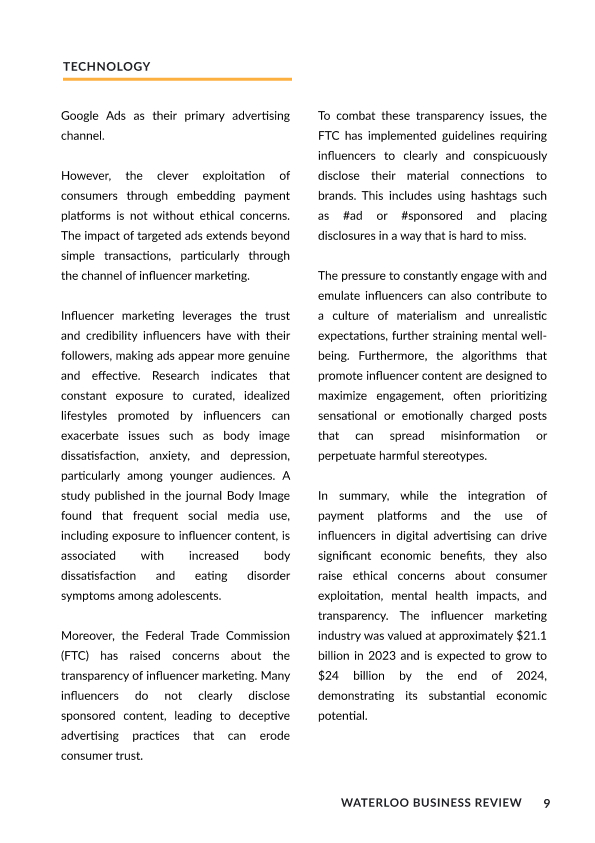 TECHNOLOGY
Google Ads as their primary advertising
channel.
However, the clever exploitation of
consumers through embedding payment
platforms is not without ethical concerns.
The impact of targeted ads extends beyond
simple transactions, particularly through
the channel of influencer marketing.
Influencer marketing leverages the trust
and credibility influencers have with their
followers, making ads appear more genuine
and effective. Research indicates that
constant exposure to curated, idealized
lifestyles promoted by influencers can
exacerbate issues such as body image
dissatisfaction, anxiety, and depression,
particularly among younger audiences. A
study published in the journal Body Image
found that frequent social media use,
including exposure to influencer content, is
associated with increased body
dissatisfaction and eating disorder
symptoms among adolescents.
Moreover, the Federal Trade Commission
(FTC) has raised concerns about the
transparency of influencer marketing. Many
influencers do not clearly disclose
sponsored content, leading to deceptive
advertising practices that can erode
consumer trust.
To combat these transparency issues, the
FTC has implemented guidelines requiring
influencers to clearly and conspicuously
disclose their material connections to
brands. This includes using hashtags such
as #ad or #sponsored and placing
disclosures in a way that is hard to miss.
The pressure to constantly engage with and
emulate influencers can also contribute to
a culture of materialism and unrealistic
expectations, further straining mental well-
being. Furthermore, the algorithms that
promote influencer content are designed to
maximize engagement, often prioritizing
sensational or emotionally charged posts
that can spread misinformation or
perpetuate harmful stereotypes.
In summary, while the integration of
payment platforms and the use of
influencers in digital advertising can drive
significant economic benefits, they also
raise ethical concerns about consumer
exploitation, mental health impacts, and
transparency. The influencer marketing
industry was valued at approximately $21.1
billion in 2023 and is expected to grow to
$24 billion by the end of 2024,
demonstrating its substantial economic
potential.
WATERLOO BUSINESS REVIEW 9